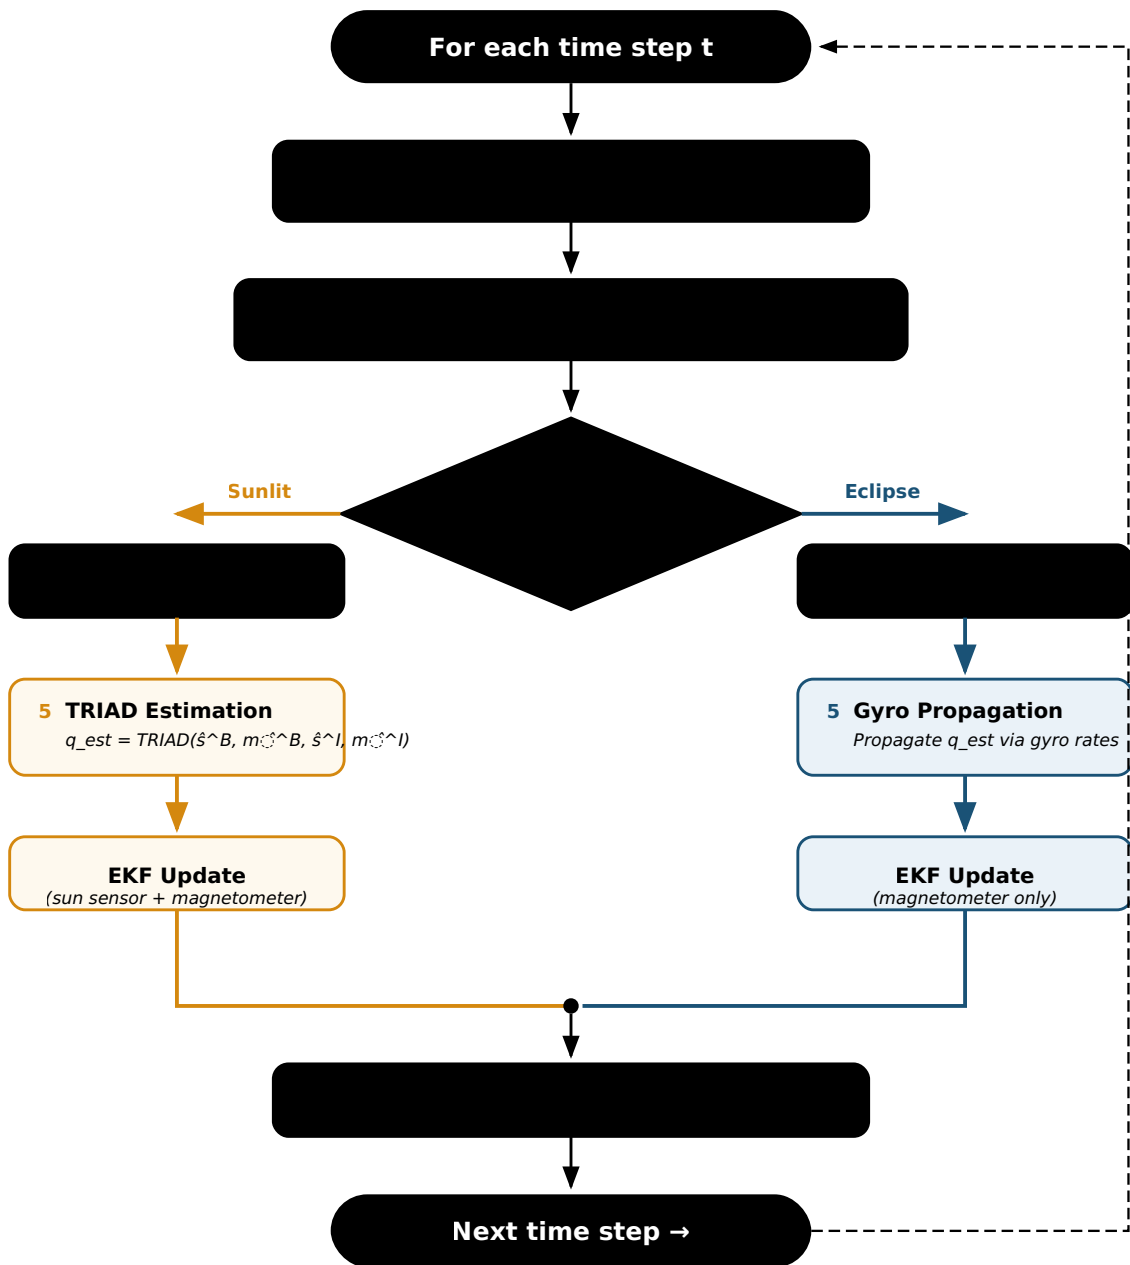 For each time step t
Sunlit
Eclipse
5 TRIAD Estimation
q_est = TRIAD(ŝ^B, m◌̂^B, ŝ^I, m◌̂^I)
5 Gyro Propagation
Propagate q_est via gyro rates
EKF Update
(sun sensor + magnetometer)
EKF Update
(magnetometer only)
Next time step →